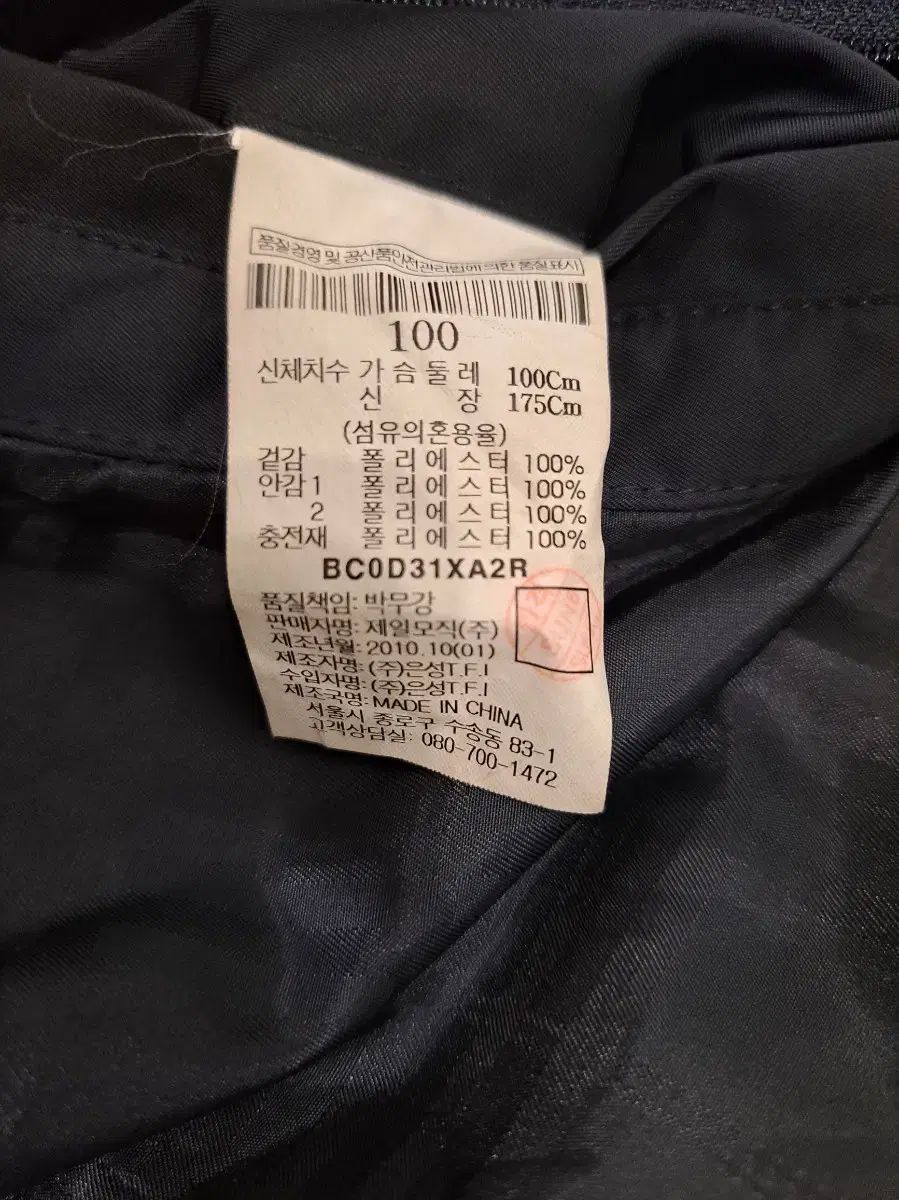 품질경영 및 공산품안전관리법에 의한 품질표시
100
신체치수 가 슴 둘 레 100Cm
신 장 175Cm
(섬유의혼용율)
겉감 폴 리 에 스 터 100%
안감 1 폴 리 에 스 터 100%
2 폴 리 에 스 터 100%
충전재 폴 리 에 스 터 100%
BC0D31XA2R
품질책임: 박무강
판매자명: 제일모직(주)
제조년월: 2010.10(01)
제조자명: (주)은성T.F.I
수입자명: (주)은성T.F.I
제조국명: MADE IN CHINA
서울시 종로구 수송동 83-1
고객상담실: 080-700-1472